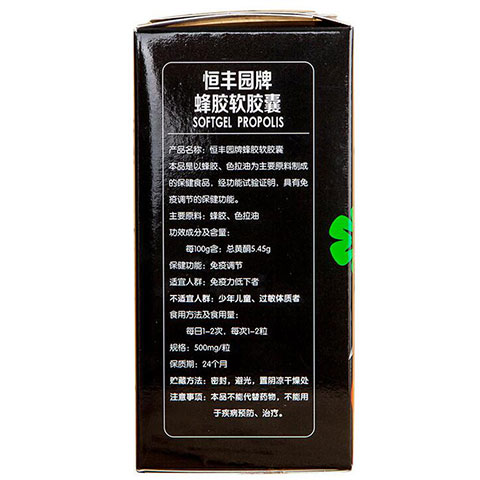 恒丰园牌
蜂胶软胶囊
SOFTGEL PROPOLIS
产品名称：恒丰园牌蜂胶软胶囊
本品是以蜂胶、色拉油为主要原料制成
的保健食品，经功能试验证明，具有免
疫调节的保健功能。
主要原料：蜂胶、色拉油
功效成分及含量：
每100g含：总黄酮5.45g
保健功能：免疫调节
适宜人群：免疫力低下者
不适宜人群：少年儿童、过敏体质者
食用方法及食用量：
每日1-2次，每次1-2粒
规格：500mg/粒
保质期：24个月
贮藏方法：密封，避光，置阴凉干燥处
注意事项：本品不能代替药物，不能用
于疾病预防、治疗。